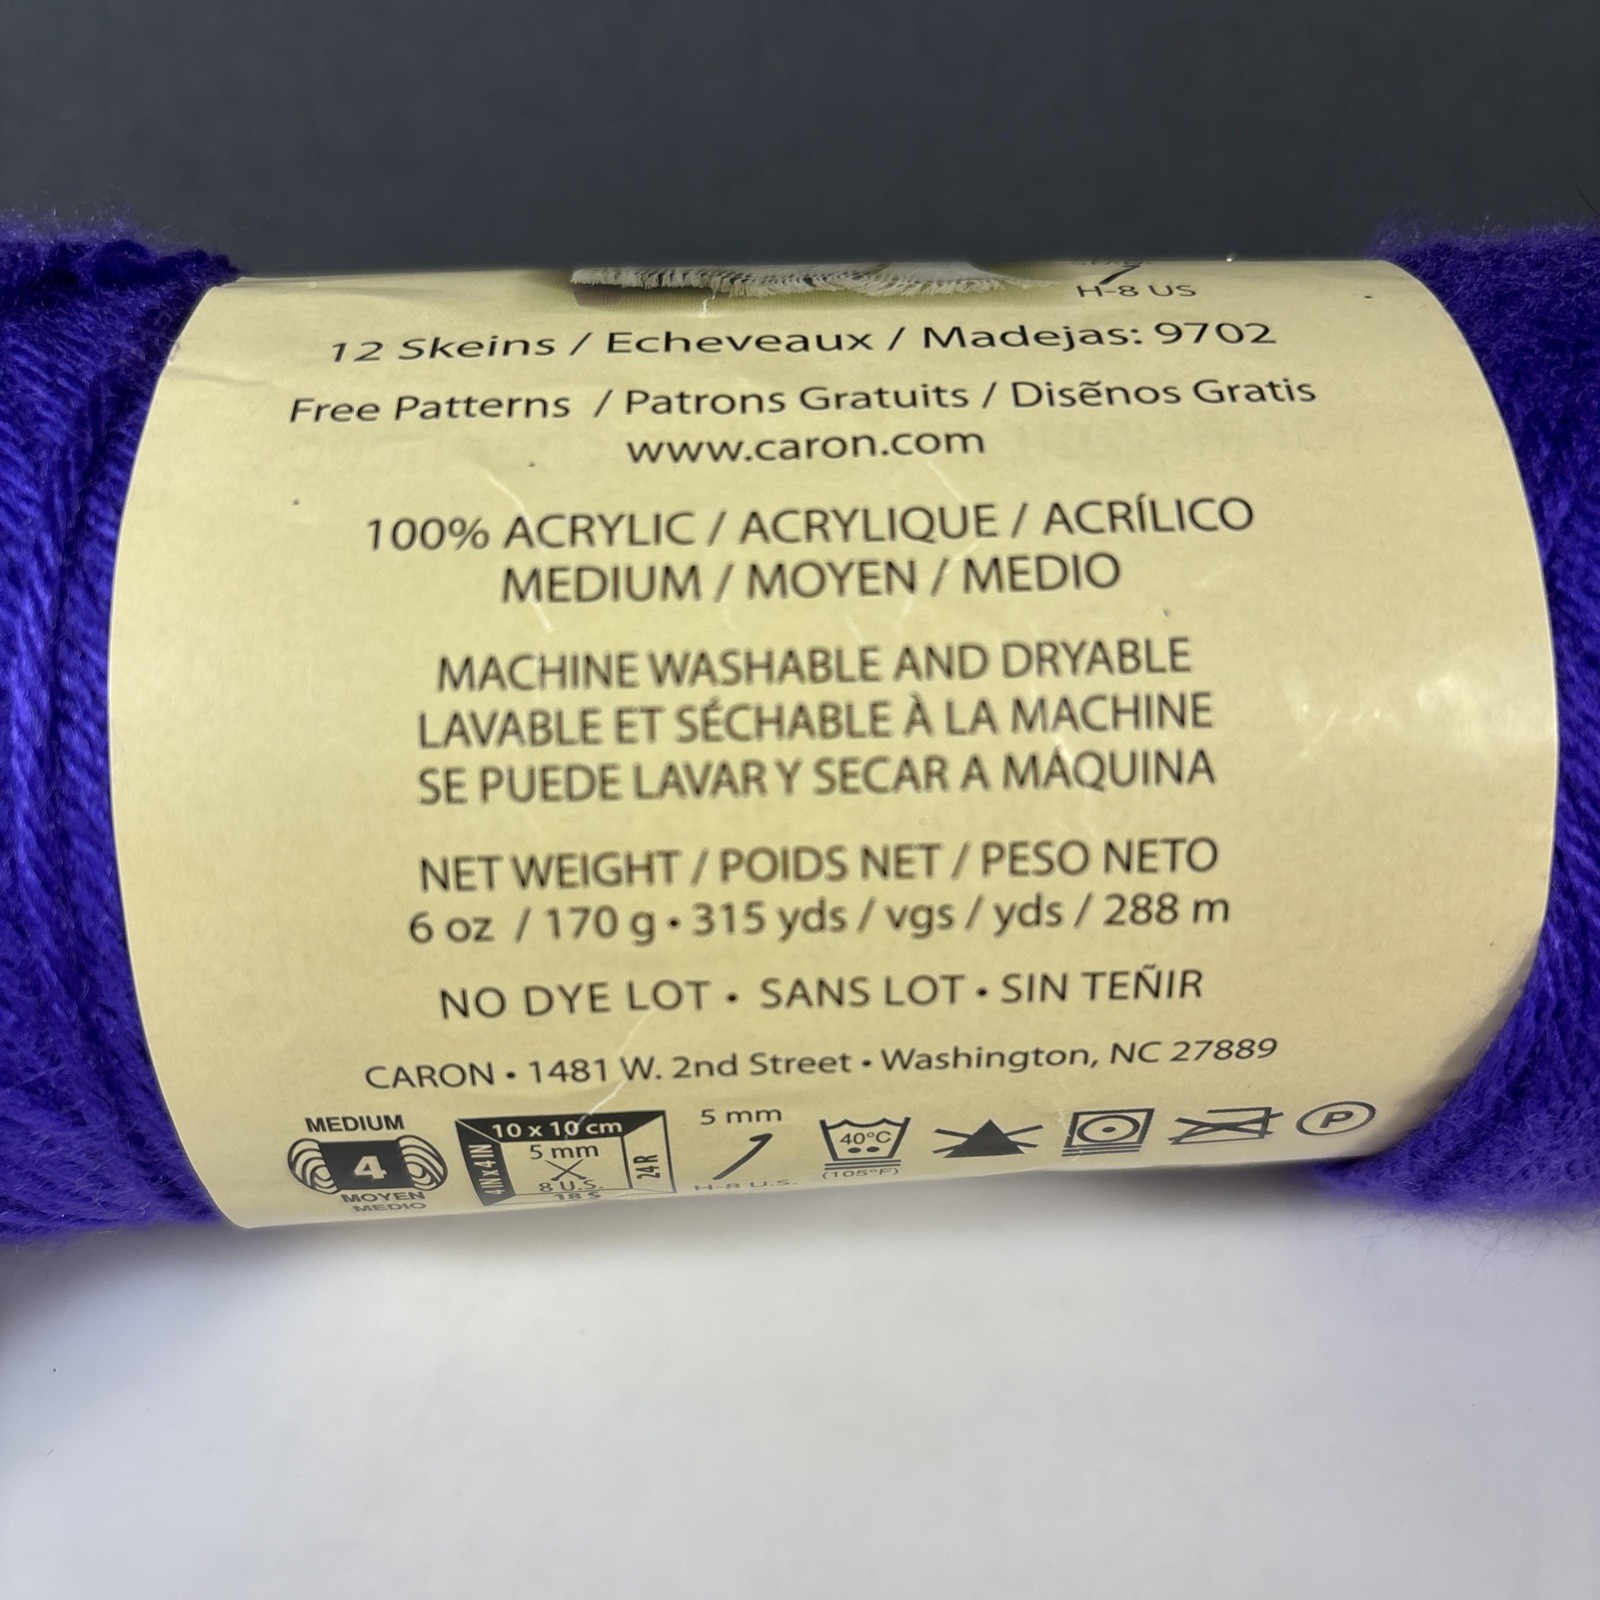 H-8 US
12 Skeins / Echeveaux / Madejas: 9702
Free Patterns / Patrons Gratuits / Disẽnos Gratis
www.caron.com
100% ACRYLIC / ACRYLIQUE / ACRÍLICO
MEDIUM / MOYEN / MEDIO
MACHINE WASHABLE AND DRYABLE
LAVABLE ET SÉCHABLE À LA MACHINE
SE PUEDE LAVAR Y SECAR A MÁQUINA
NET WEIGHT / POIDS NET / PESO NETO
6 oz / 170 g • 315 yds / vgs / yds / 288 m
NO DYE LOT • SANS LOT • SIN TEÑIR
CARON • 1481 W. 2nd Street • Washington, NC 27889
MEDIUM
4
MOYEN
MEDIO
10 x 10 cm
4 IN x 4 IN
5 mm
8 U.S.
24 R
18 S
5 mm
H-8 U.S.
40°C
(105°F)
P